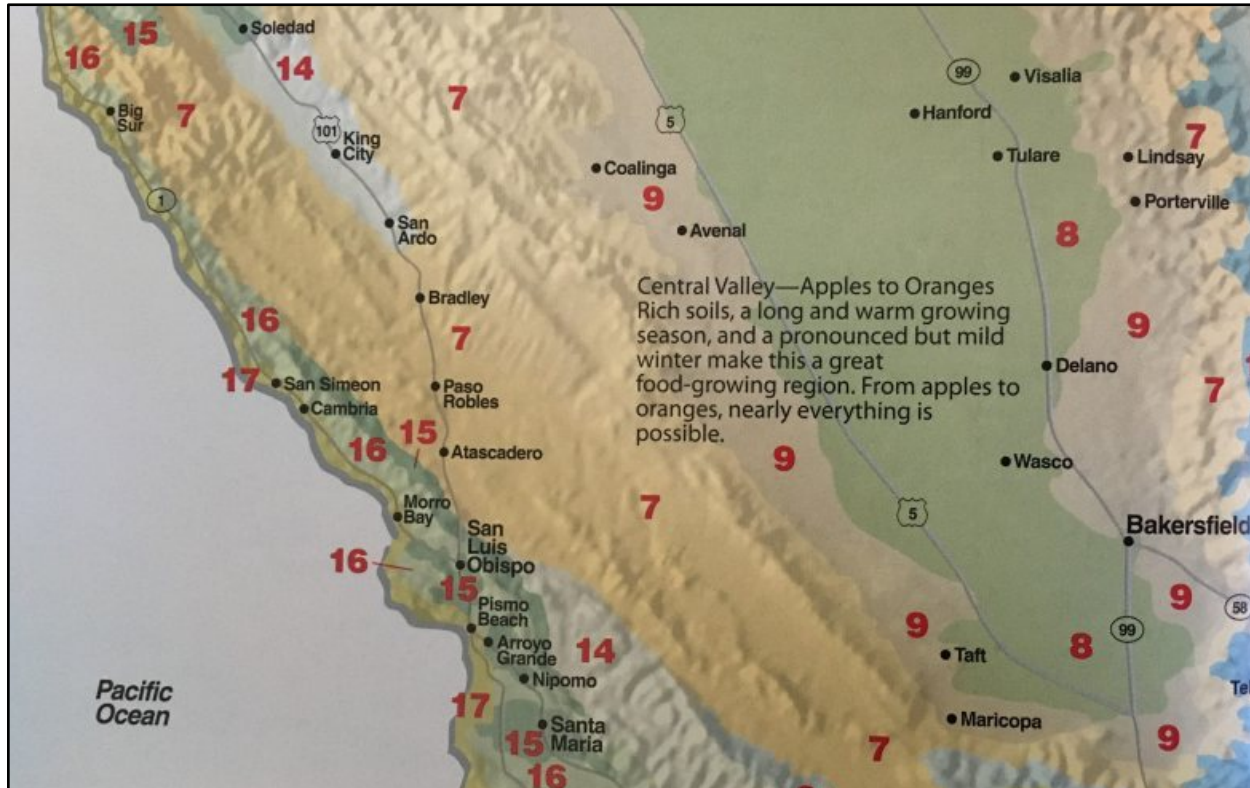 Soledad
15
14
16
7
Big
Sur
101
King
City
7
5
99
Visalia
Hanford
Tulare
7
Lindsay
Porterville
Coalinga
9
Avenal
1
San
Ardo
8
Bradley
Central Valley—Apples to Oranges
Rich soils, a long and warm growing
season, and a pronounced but mild
winter make this a great
food-growing region. From apples to
oranges, nearly everything is
possible.
16
7
9
17
San Simeon
Cambria
Paso
Robles
Delano
7
15
16
Atascadero
9
Wasco
Morro
Bay
7
5
San
Luis
Obispo
Bakersfield
16
15
9
58
Pismo
Beach
Arroyo
Grande
14
9
Taft
8
99
Nipomo
Pacific
Ocean
17
Santa
Maria
15
16
Maricopa
7
9